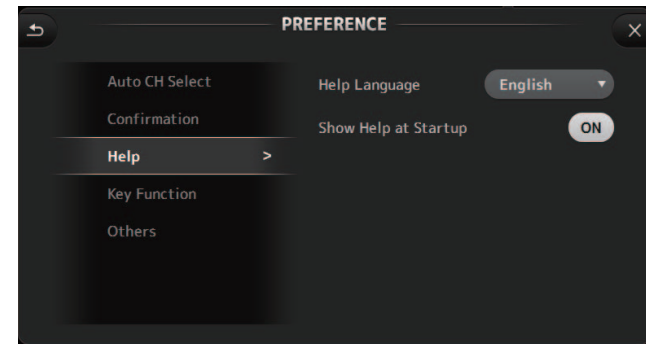 PREFERENCE
Auto CH Select
Confirmation
Help >
Key Function
Others
Help Language English
Show Help at Startup ON